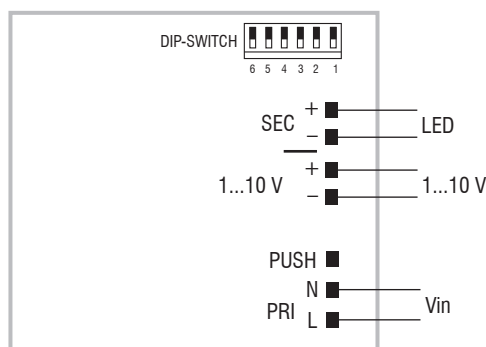 DIP-SWITCH
6 5 4 3 2 1
SEC + − LED
1...10 V + − 1...10 V
PUSH
PRI N L Vin